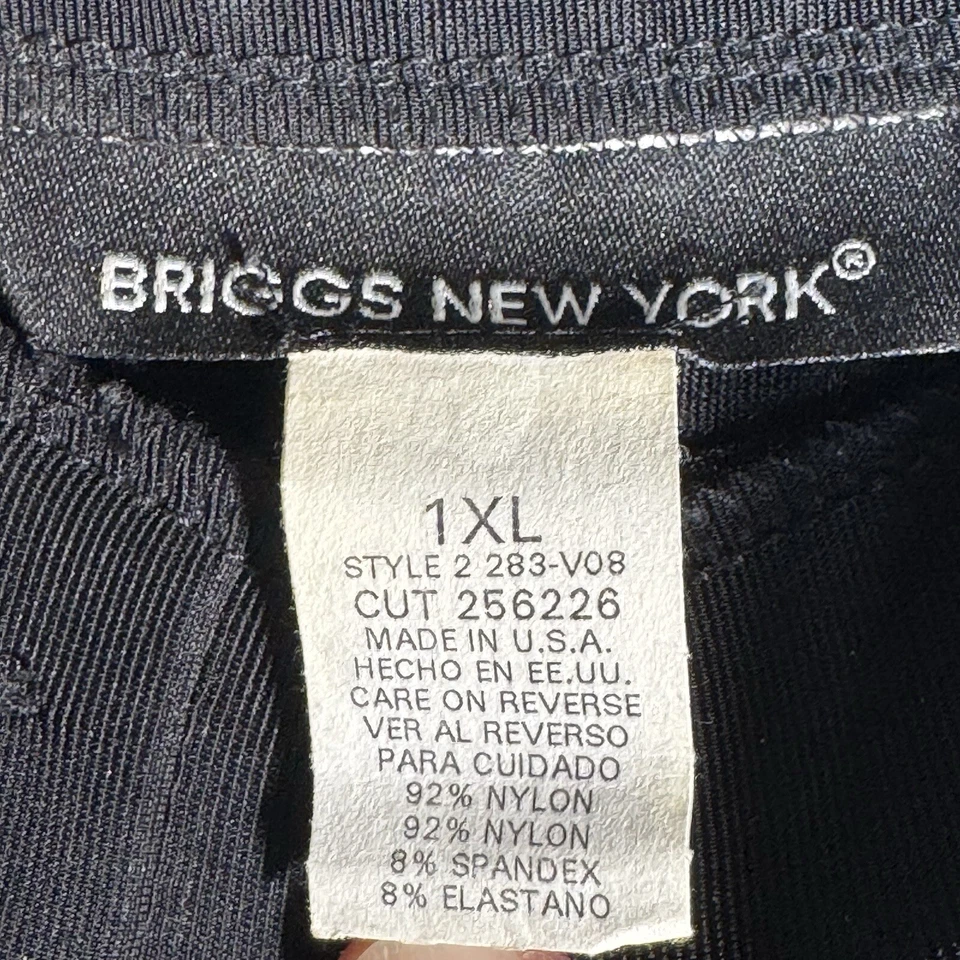 BRIGGS NEW YORK®
1XL
STYLE 2 283-V08
CUT 256226
MADE IN U.S.A.
HECHO EN EE.UU.
CARE ON REVERSE
VER AL REVERSO
PARA CUIDADO
92% NYLON
92% NYLON
8% SPANDEX
8% ELASTANO